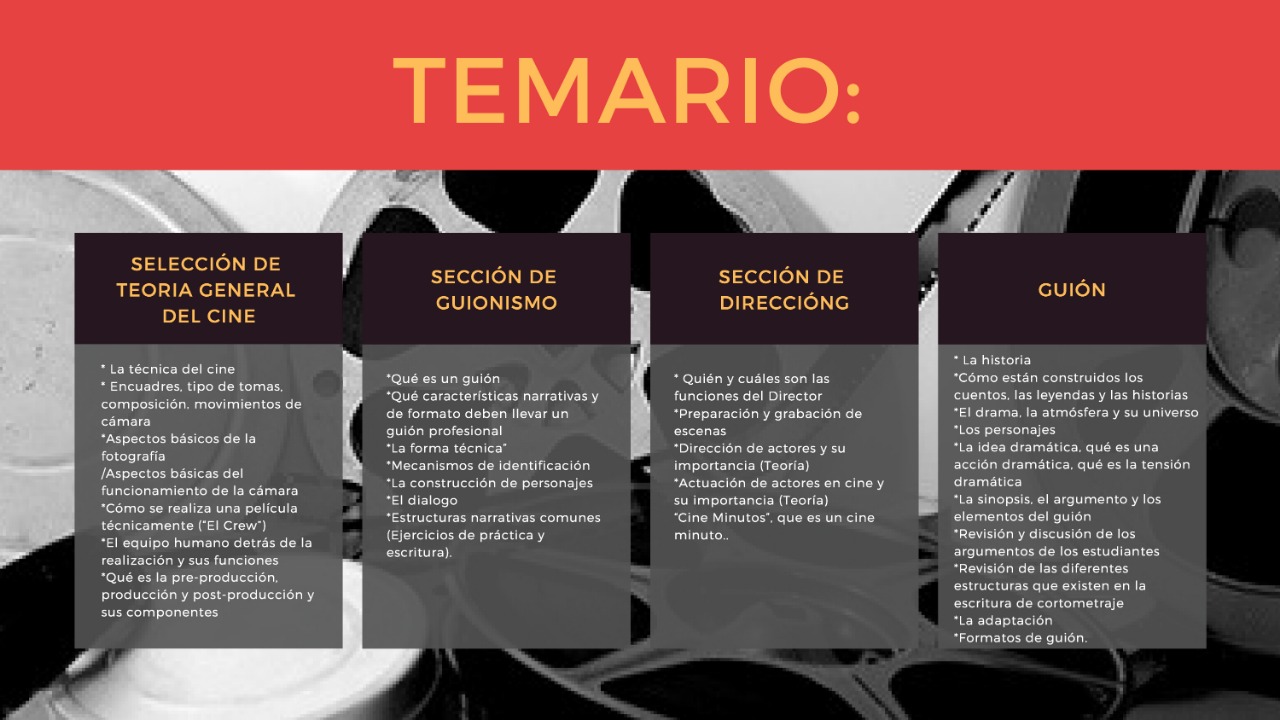 TEMARIO:
SELECCIÓN DE
TEORIA GENERAL
DEL CINE
* La técnica del cine
* Encuadres, tipo de tomas,
composición. movimientos de
cámara
*Aspectos básicos de la
fotografía
/Aspectos básicas del
funcionamiento de la cámara
*Cómo se realiza una película
técnicamente ("El Crew")
*El equipo humano detrás de la
realización y sus funciones
*Qué es la pre-producción,
producción y post-producción y
sus componentes
SECCIÓN DE
GUIONISMO
*Qué es un guión
*Qué características narrativas y
de formato deben llevar un
guión profesional
*La forma técnica"
*Mecanismos de identificación
*La construcción de personajes
*El dialogo
*Estructuras narrativas comunes
(Ejercicios de práctica y
escritura).
SECCIÓN DE
DIRECCIÓNG
* Quién y cuáles son las
funciones del Director
*Preparación y grabación de
escenas
*Dirección de actores y su
importancia (Teoría)
*Actuación de actores en cine y
su importancia (Teoría)
"Cine Minutos", que es un cine
minuto..
GUIÓN
* La historia
*Cómo están construidos los
cuentos, las leyendas y las historias
*El drama, la atmósfera y su universo
*Los personajes
*La idea dramática, qué es una
acción dramática, qué es la tensión
dramática
*La sinopsis, el argumento y los
elementos del guión
*Revisión y discusión de los
argumentos de los estudiantes
*Revisión de las diferentes
estructuras que existen en la
escritura de cortometraje
*La adaptación
*Formatos de guión.